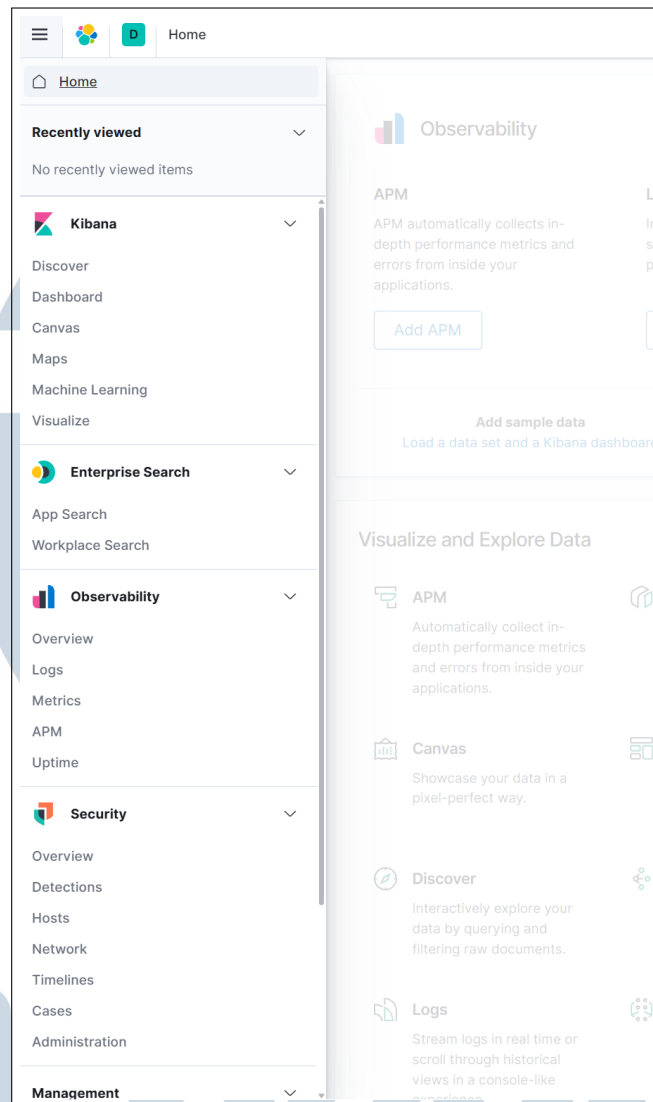 D Home
Home
Recently viewed
No recently viewed items
Kibana
Discover
Dashboard
Canvas
Maps
Machine Learning
Visualize
Enterprise Search
App Search
Workplace Search
Observability
Overview
Logs
Metrics
APM
Uptime
Security
Overview
Detections
Hosts
Network
Timelines
Cases
Administration
Management
Observability
APM
APM automatically collects in-
depth performance metrics and
errors from inside your
applications.
Add APM
Add sample data
Load a data set and a Kibana dashboard
Visualize and Explore Data
APM
Automatically collect in-
depth performance metrics
and errors from inside your
applications.
Canvas
Showcase your data in a
pixel-perfect way.
Discover
Interactively explore your
data by querying and
filtering raw documents.
Logs
Stream logs in real time or
scroll through historical
views in a console-like
experience.